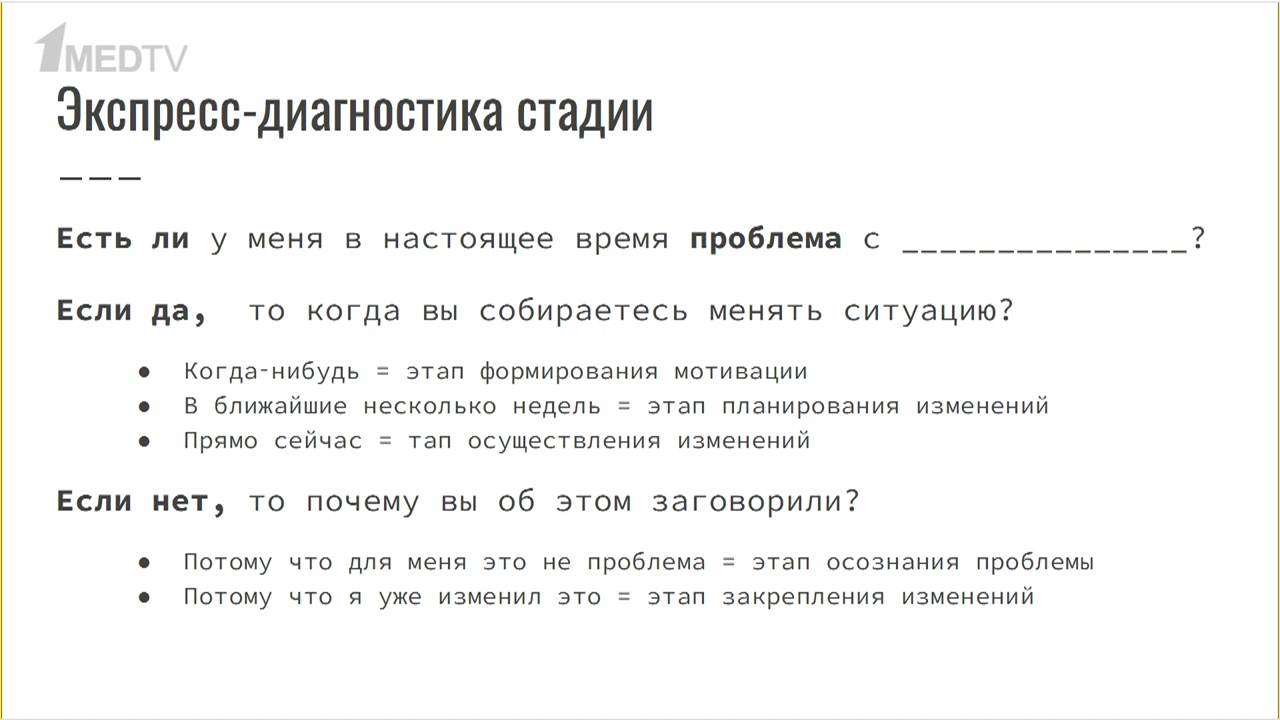 1MEDTV
Экспресс-диагностика стадии
———
Есть ли у меня в настоящее время проблема с _______________?
Если да, то когда вы собираетесь менять ситуацию?
● Когда-нибудь = этап формирования мотивации
● В ближайшие несколько недель = этап планирования изменений
● Прямо сейчас = тап осуществления изменений
Если нет, то почему вы об этом заговорили?
● Потому что для меня это не проблема = этап осознания проблемы
● Потому что я уже изменил это = этап закрепления изменений